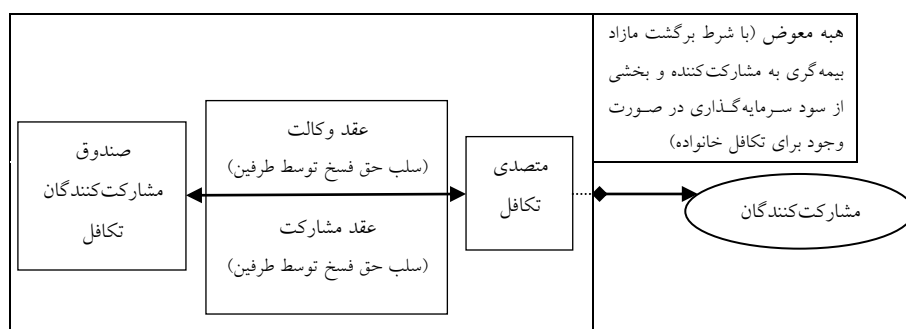 هبه معوض (با شرط برگشت مازاد
بیمه‌گری به مشارکت‌کننده و بخشی
از سود سرمایه‌گذاری در صورت
وجود برای تکافل خانواده)
مشارکت‌کنندگان
متصدی
تکافل
عقد وکالت
(سلب حق فسخ توسط طرفین)
عقد مشارکت
(سلب حق فسخ توسط طرفین)
صندوق
مشارکت‌کنندگان
تکافل